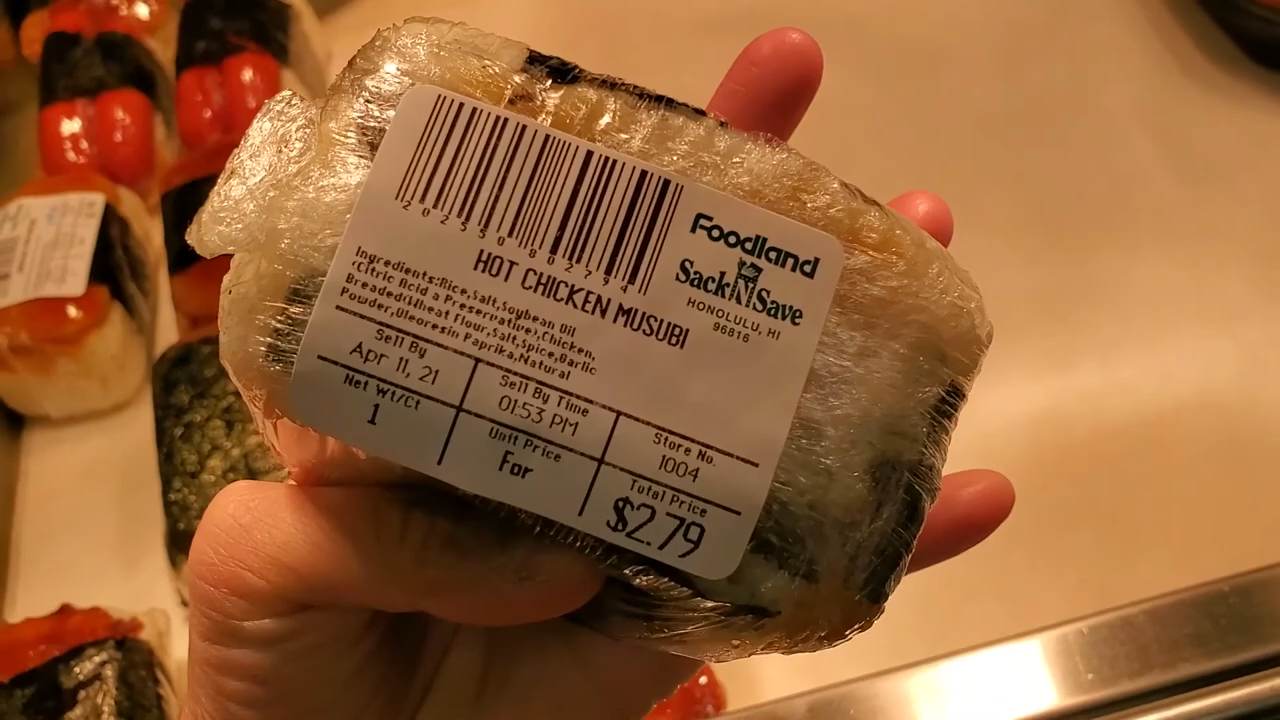 202550802794
Foodland
Sack N Save
HONOLULU, HI
96816
HOT CHICKEN MUSUBI
Ingredients:Rice,Salt,Soybean Oil
(Citric Acid a Preservative),Chicken,
Breaded(Wheat Flour,Salt,Spice,Garlic
Powder,Oleoresin Paprika,Natural
Sell By
Apr 11, 21
Sell By Time
01:53 PM
Store No.
1004
Net Wt/Ct
1
Unit Price
For
Total Price
$2.79